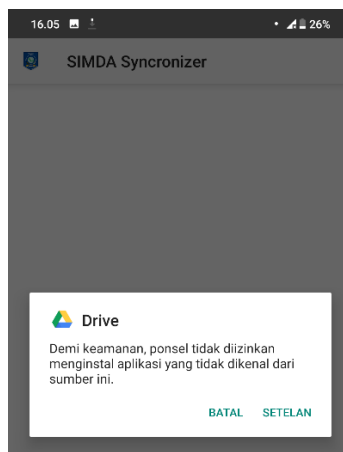 16.05 26%
SIMDA Syncronizer
Drive
Demi keamanan, ponsel tidak diizinkan
menginstal aplikasi yang tidak dikenal dari
sumber ini.
BATAL SETELAN